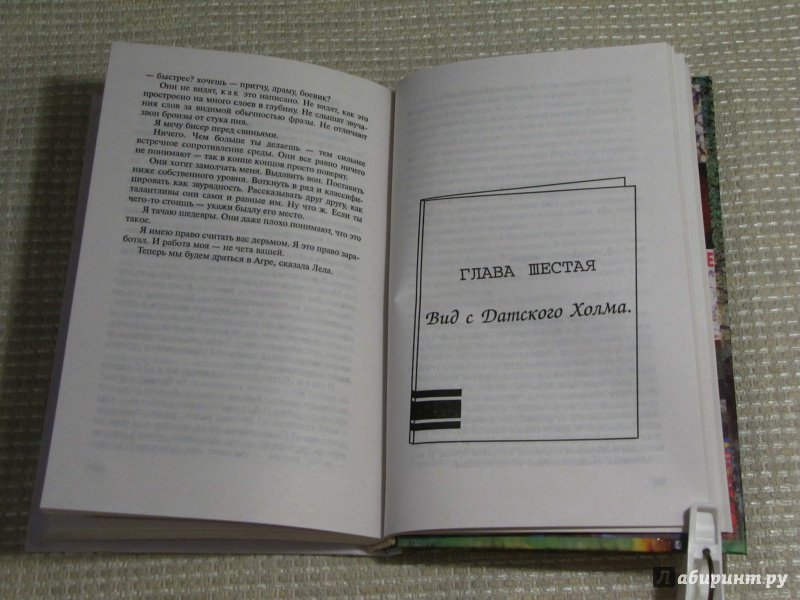 — быстрее? хочешь — притчу, драму, боевик?
Они не видят, как это написано. Не видят, как это
простроено на много слоев в глубину. Не слышат звуча-
ния слов за видимой обычностью фразы. Не отличают
звон бронзы от стука пня.
Я мечу бисер перед свиньями.
Ничего. Чем больше ты делаешь — тем сильнее
встречное сопротивление среды. Они все равно ничего
не понимают — так в конце концов просто поверят.
Они хотят замолчать меня. Выдавить вон. Поставить
ниже собственного уровня. Воткнуть в ряд и классифи-
цировать как заурядность. Рассказывать друг другу, как
талантливы они сами и равные им. Ну что ж. Если ты
чего-то стоишь — укажи быдлу его место.
Я тачаю шедевры. Они даже плохо понимают, что это
такое.
Я имею право считать вас дерьмом. Я это право зара-
ботал. И работа моя — не чета вашей.
Теперь мы будем драться в Агре, сказала Леда.
ГЛАВА ШЕСТАЯ
Вид с Датского Холма.
Лабиринт.ру